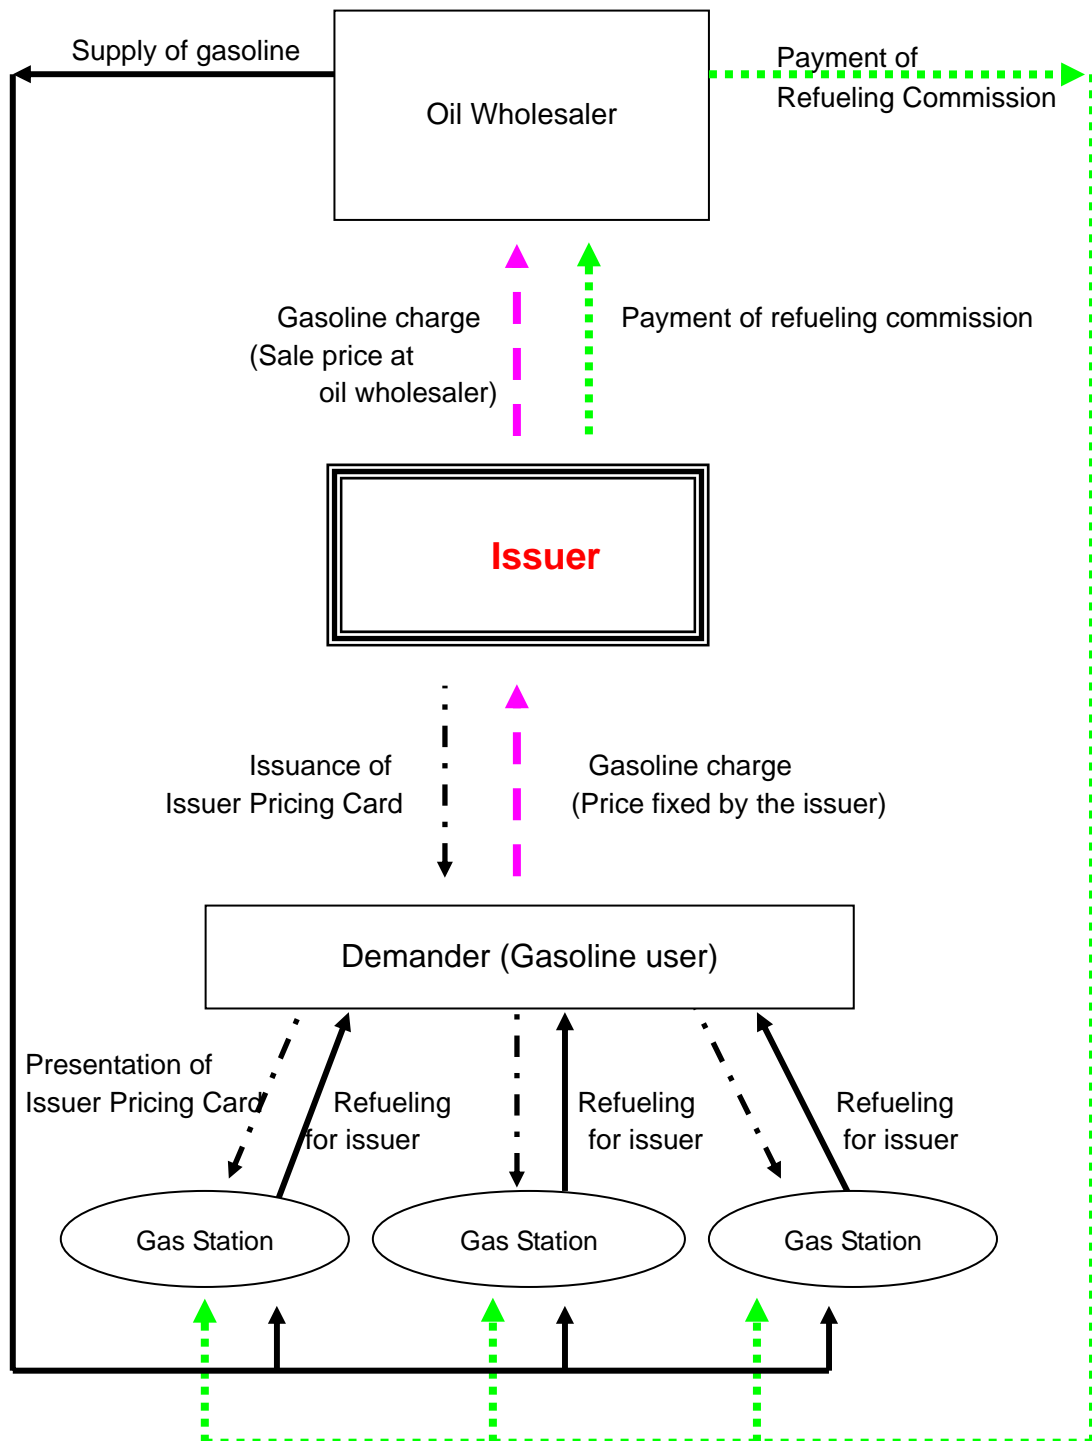 Supply of gasoline
Payment of
Refueling Commission
Oil Wholesaler
Gasoline charge
(Sale price at
oil wholesaler)
Payment of refueling commission
Issuer
Issuance of
Issuer Pricing Card
Gasoline charge
(Price fixed by the issuer)
Demander (Gasoline user)
Presentation of
Issuer Pricing Card
Refueling
for issuer
Refueling
for issuer
Refueling
for issuer
Gas Station
Gas Station
Gas Station